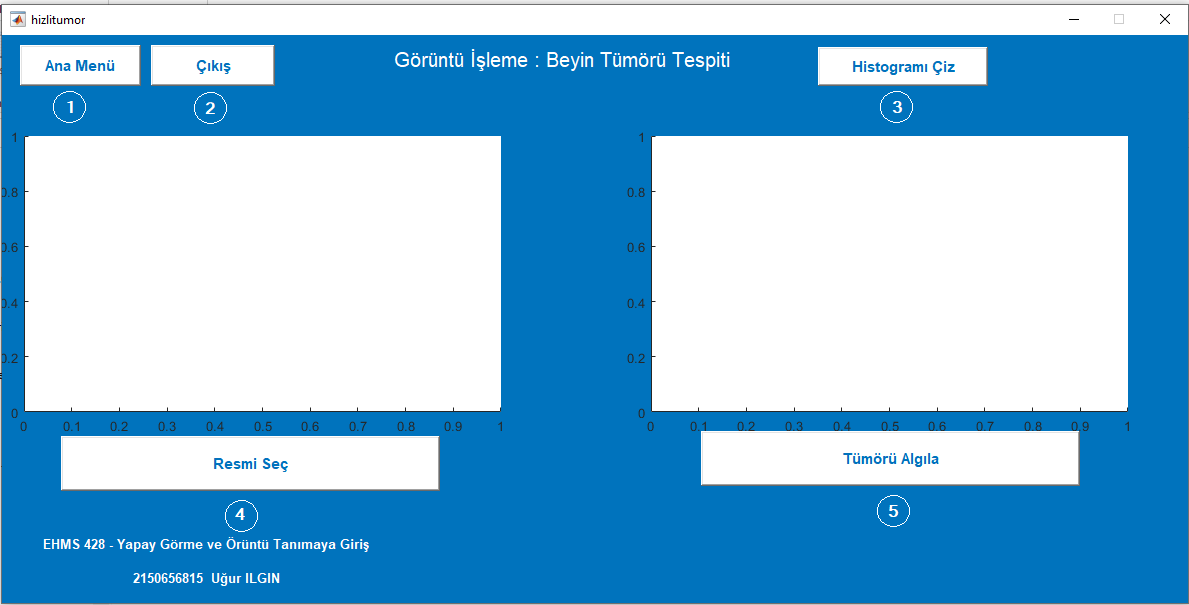 hizlitumor
Ana Menü
Çıkış
Görüntü İşleme : Beyin Tümörü Tespiti
Histogramı Çiz
1
2
3
1
0.8
0.6
0.4
0.2
0
0 0.1 0.2 0.3 0.4 0.5 0.6 0.7 0.8 0.9 1
1
0.8
0.6
0.4
0.2
0
0 0.1 0.2 0.3 0.4 0.5 0.6 0.7 0.8 0.9 1
Resmi Seç
Tümörü Algıla
4
5
EHMS 428 - Yapay Görme ve Örüntü Tanımaya Giriş
2150656815 Uğur ILGIN